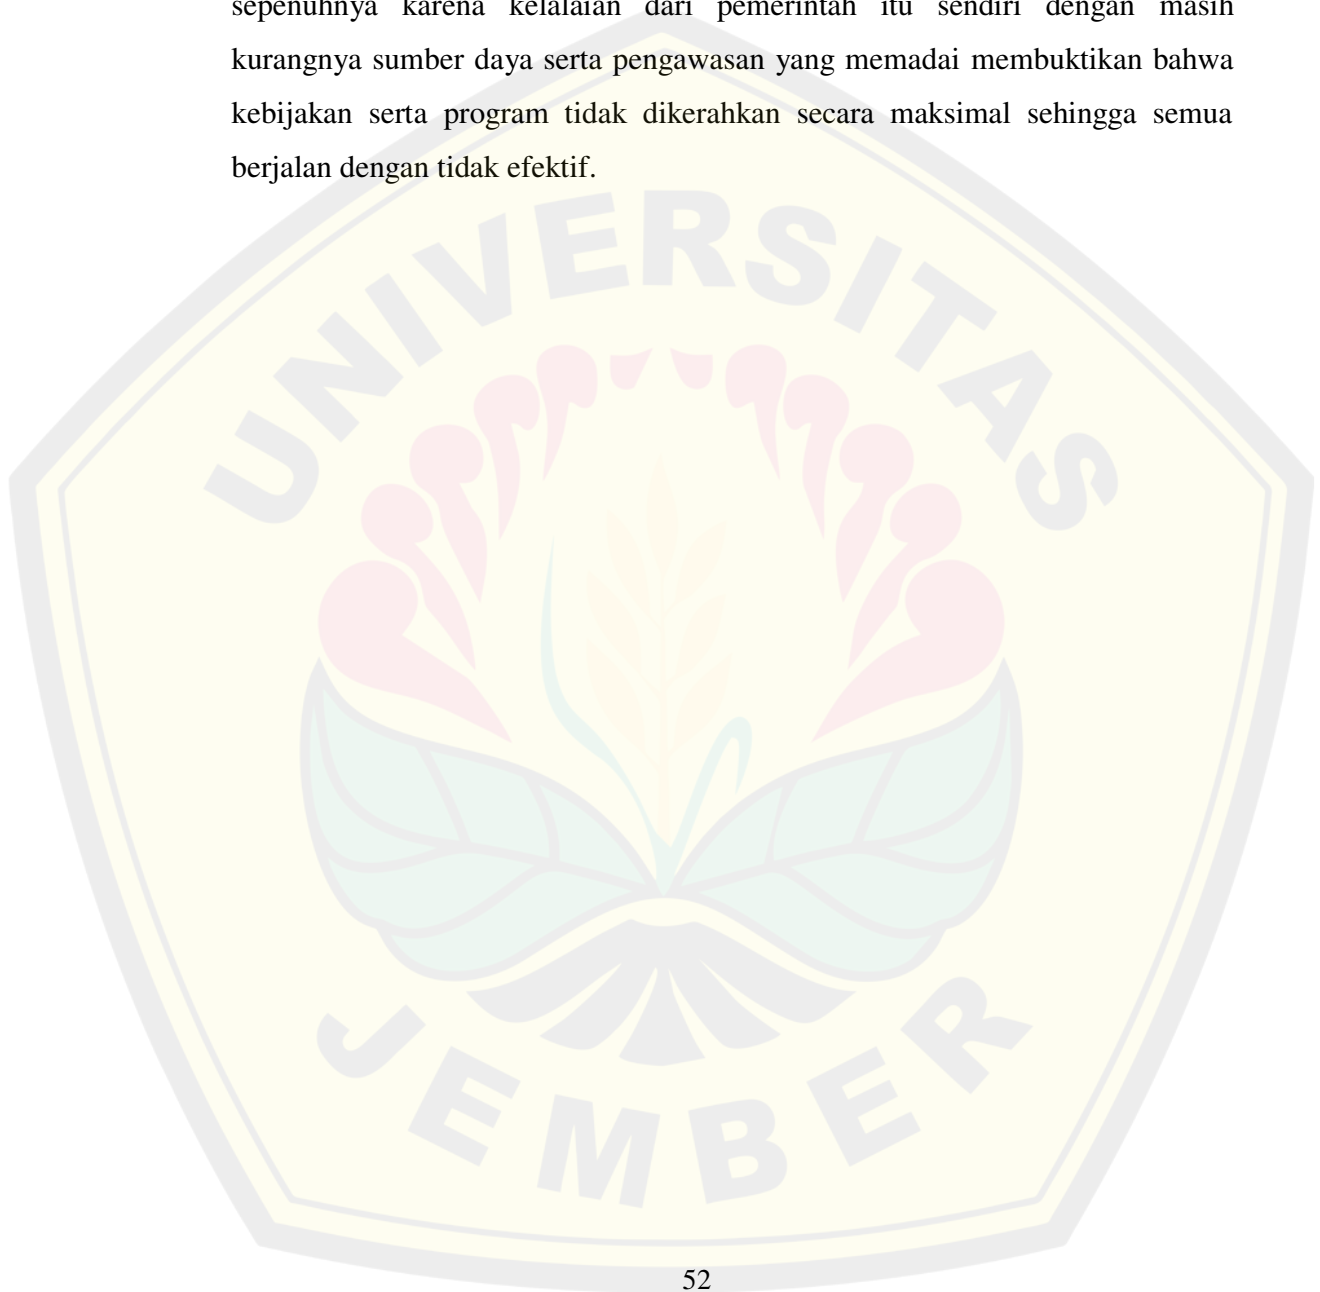 sepenuhnya karena kelalaian dari pemerintah itu sendiri dengan masih
kurangnya sumber daya serta pengawasan yang memadai membuktikan bahwa
kebijakan serta program tidak dikerahkan secara maksimal sehingga semua
berjalan dengan tidak efektif.
UNIVERSITAS
JEMBER
52